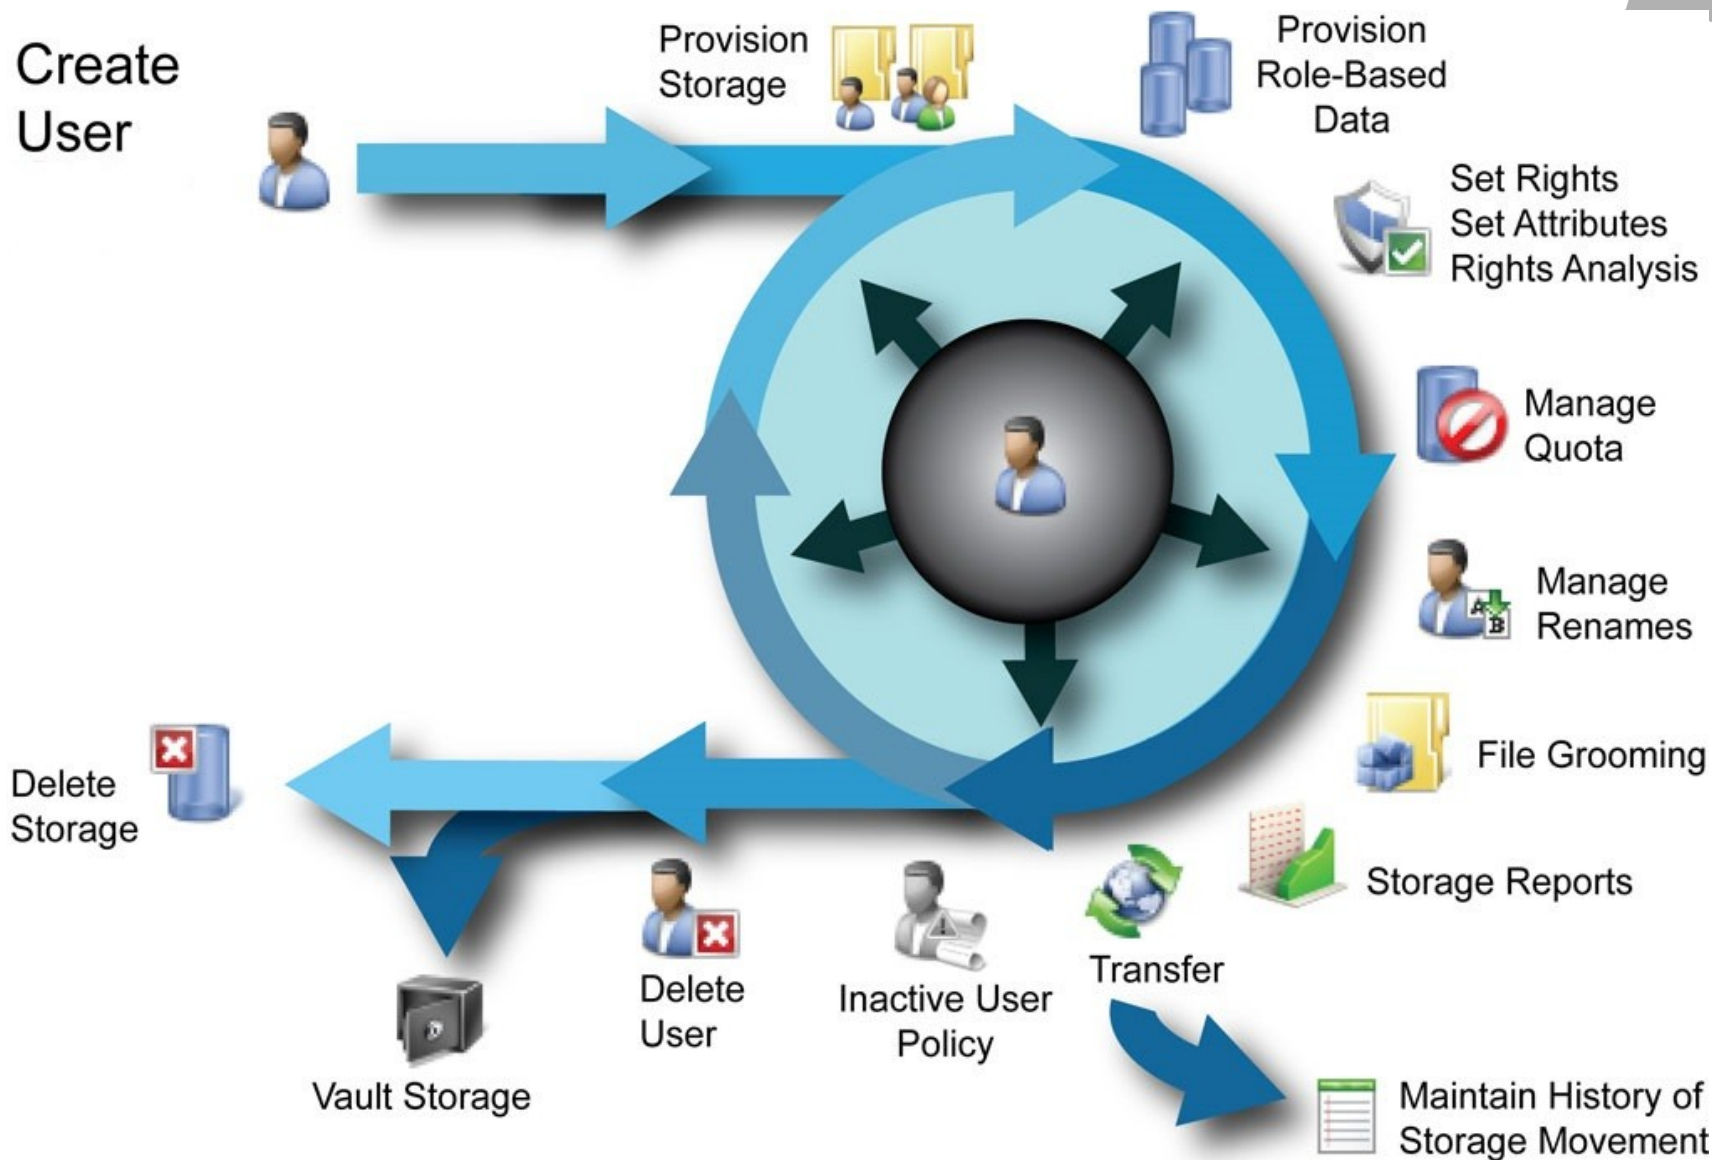 Create
User
Provision
Storage
Provision
Role-Based
Data
Set Rights
Set Attributes
Rights Analysis
Manage
Quota
Manage
Renames
A
B
File Grooming
Storage Reports
Transfer
Maintain History of
Storage Movement
Inactive User
Policy
Delete
User
Vault Storage
Delete
Storage